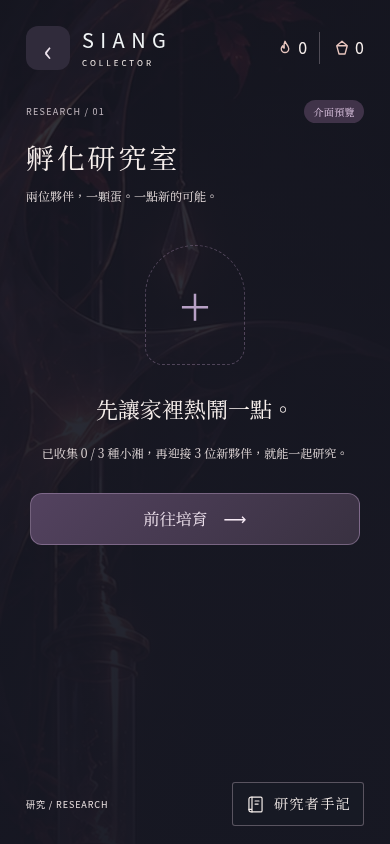 ‹ SIANG
COLLECTOR
0
0
RESEARCH / 01
介面預覽
孵化研究室
兩位夥伴，一顆蛋。一點新的可能。
先讓家裡熱鬧一點。
已收集 0 / 3 種小湘，再迎接 3 位新夥伴，就能一起研究。
前往培育 ⟶
研究 / RESEARCH
研究者手記